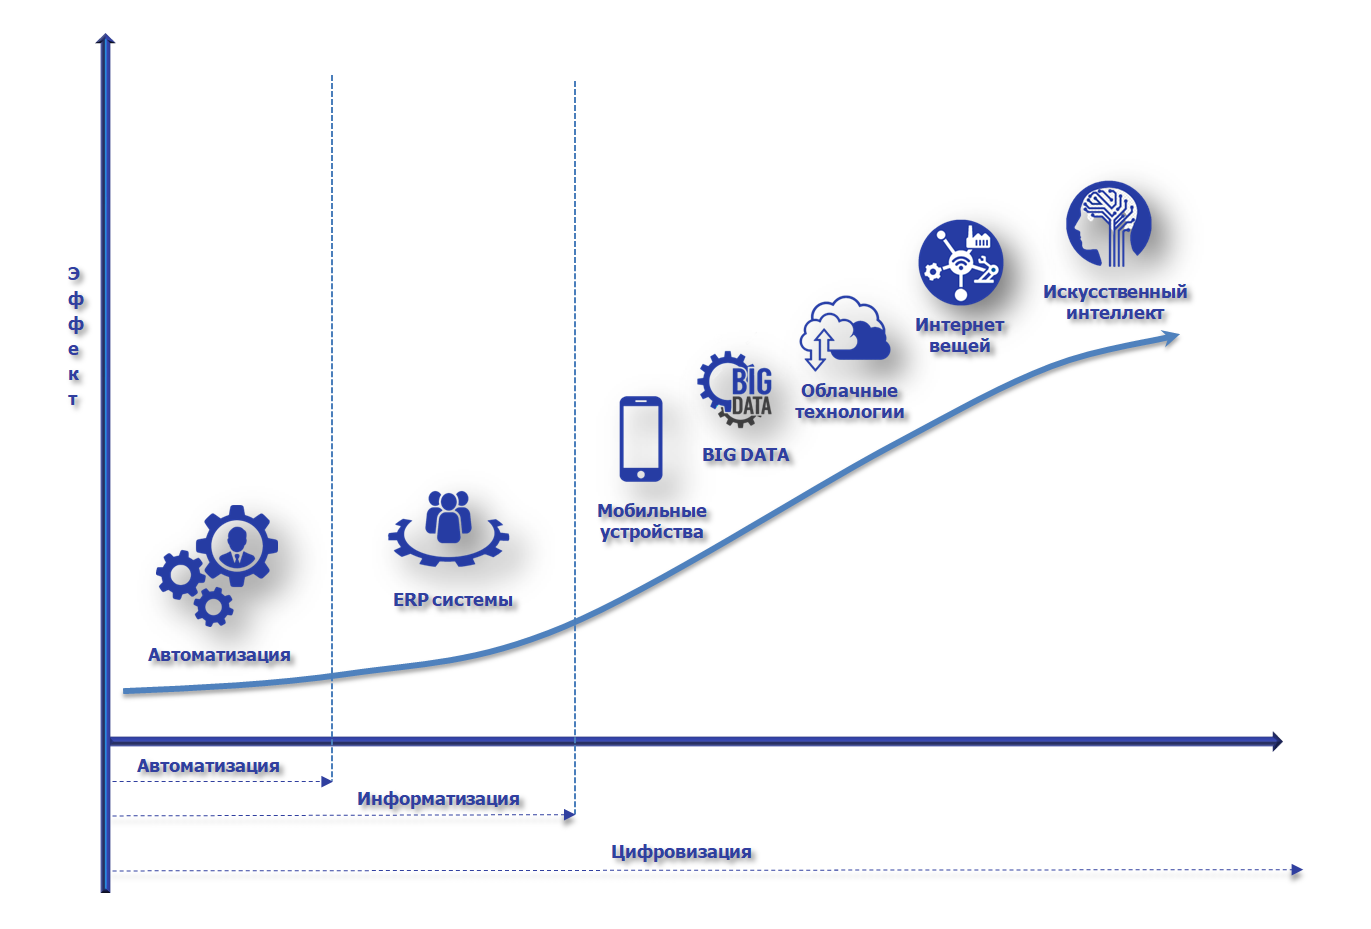 Э
ф
ф
е
к
т
Искусственный
интеллект
Интернет
вещей
Облачные
технологии
BIG
DATA
BIG DATA
Мобильные
устройства
ERP системы
Автоматизация
Автоматизация
Информатизация
Цифровизация